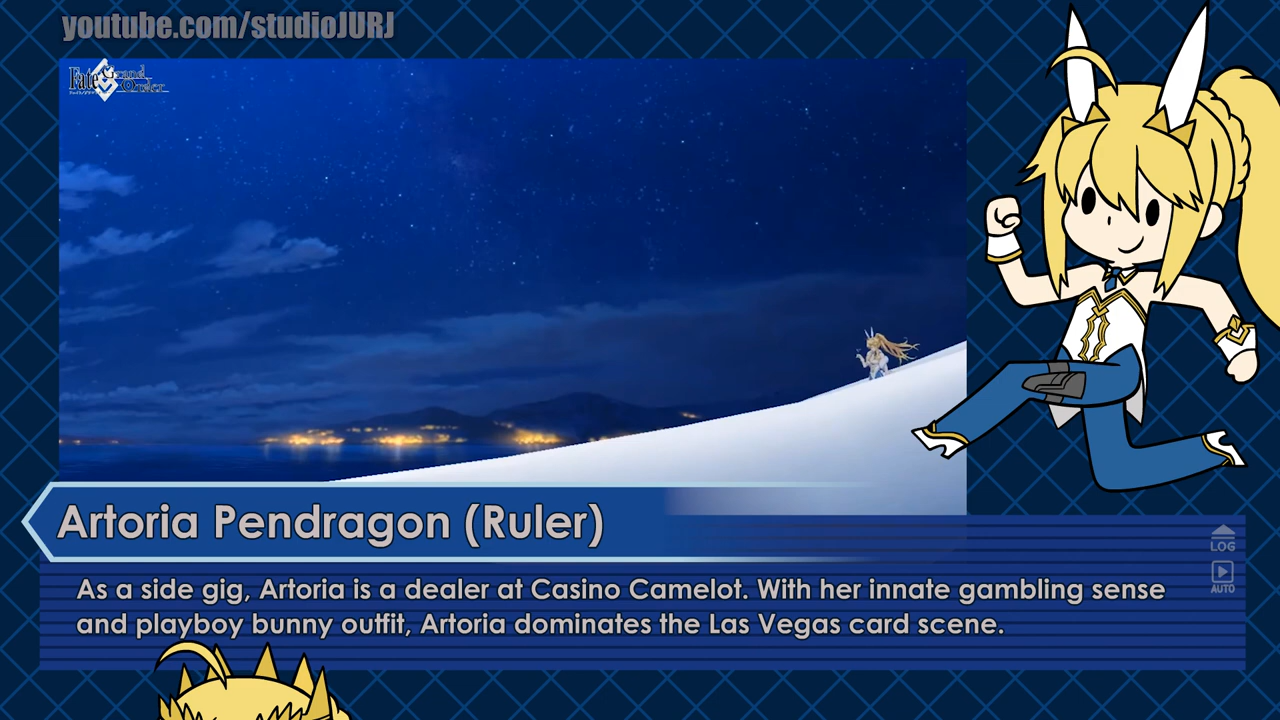 youtube.com/studioJURJ
Fate Grand Order
Artoria Pendragon (Ruler)
LOG
AUTO
As a side gig, Artoria is a dealer at Casino Camelot. With her innate gambling sense
and playboy bunny outfit, Artoria dominates the Las Vegas card scene.